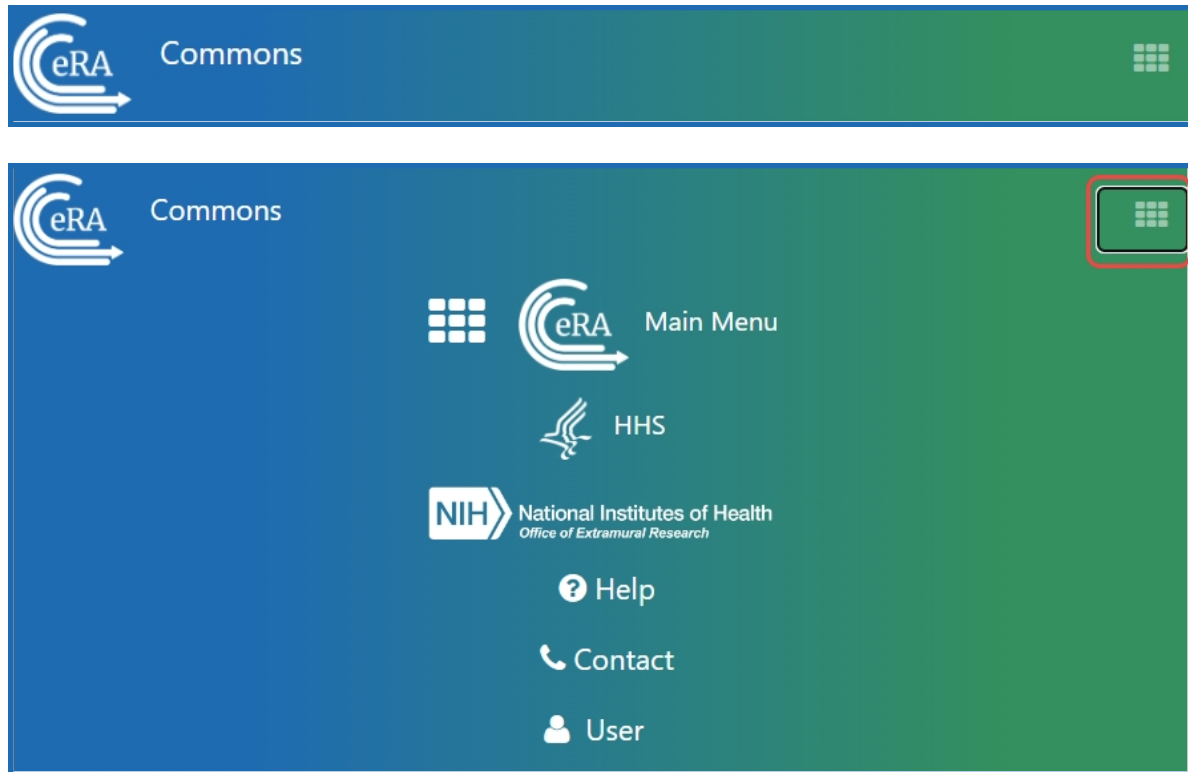 eRA Commons
eRA Commons
eRA Main Menu
HHS
NIH National Institutes of Health
Office of Extramural Research
Help
Contact
User